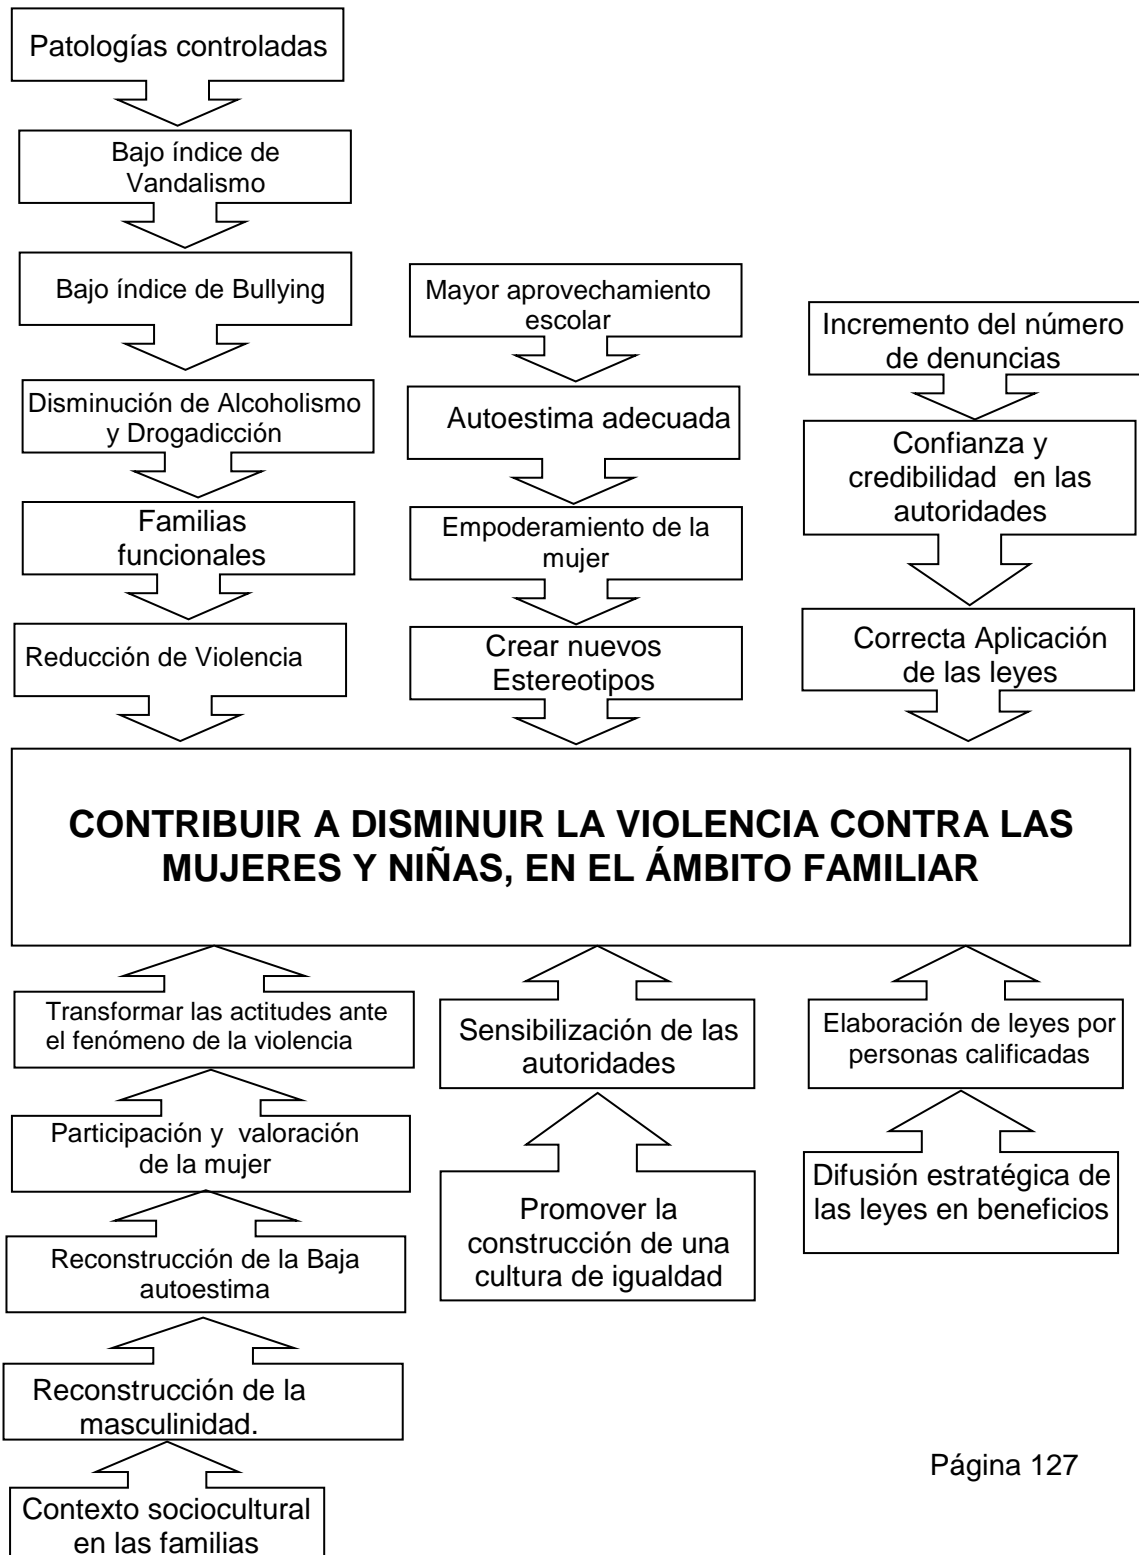 Patologías controladas
Bajo índice de
Vandalismo
Bajo índice de Bullying
Disminución de Alcoholismo
y Drogadicción
Familias
funcionales
Reducción de Violencia
Mayor aprovechamiento
escolar
Autoestima adecuada
Empoderamiento de la
mujer
Crear nuevos
Estereotipos
Incremento del número
de denuncias
Confianza y
credibilidad en las
autoridades
Correcta Aplicación
de las leyes
CONTRIBUIR A DISMINUIR LA VIOLENCIA CONTRA LAS
MUJERES Y NIÑAS, EN EL ÁMBITO FAMILIAR
Transformar las actitudes ante
el fenómeno de la violencia
Participación y valoración
de la mujer
Reconstrucción de la Baja
autoestima
Reconstrucción de la
masculinidad.
Contexto sociocultural
en las familias
Sensibilización de las
autoridades
Promover la
construcción de una
cultura de igualdad
Elaboración de leyes por
personas calificadas
Difusión estratégica de
las leyes en beneficios
Página 127